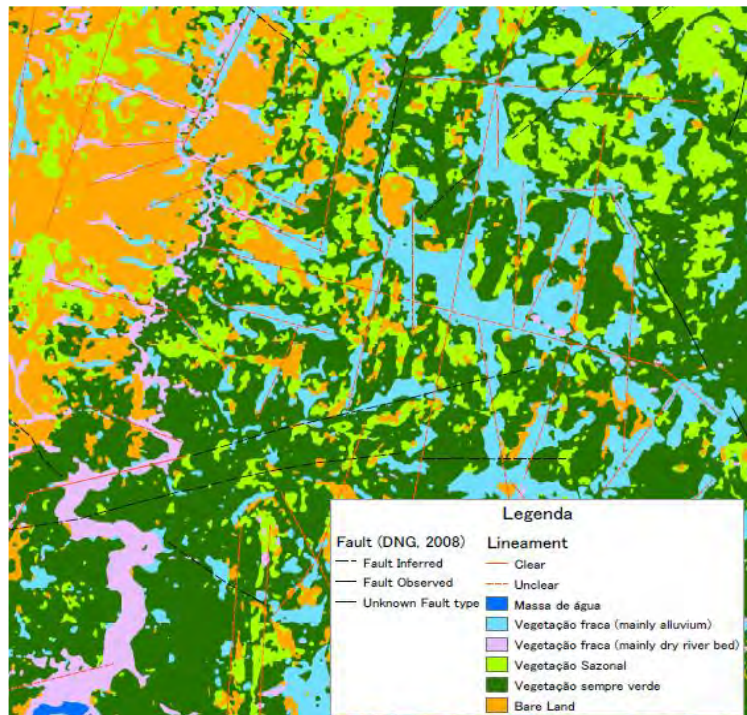 Legenda
Fault (DNG, 2008)
Fault Inferred
Fault Observed
Unknown Fault type
Lineament
Clear
Unclear
Massa de água
Vegetação fraca (mainly alluvium)
Vegetação fraca (mainly dry river bed)
Vegetação Sazonal
Vegetação sempre verde
Bare Land